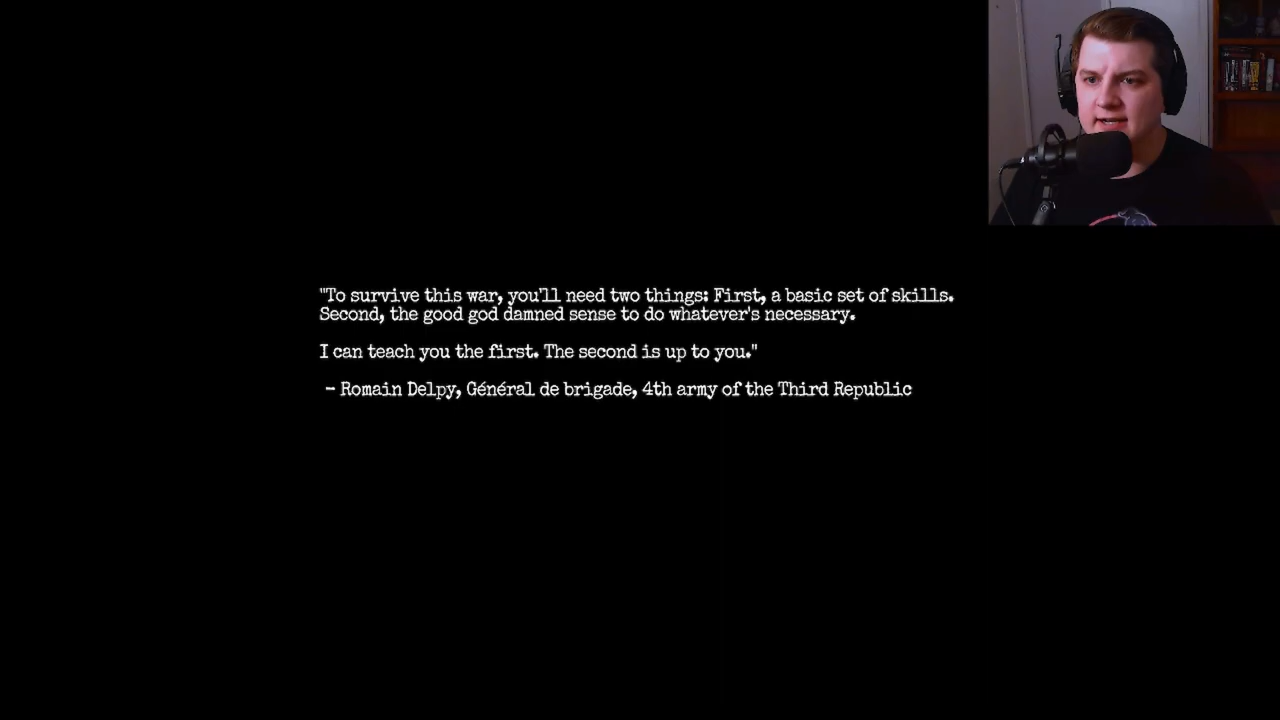 "To survive this war, you'll need two things: First, a basic set of skills.
Second, the good god damned sense to do whatever's necessary.
I can teach you the first. The second is up to you."
– Romain Delpy, Général de brigade, 4th army of the Third Republic